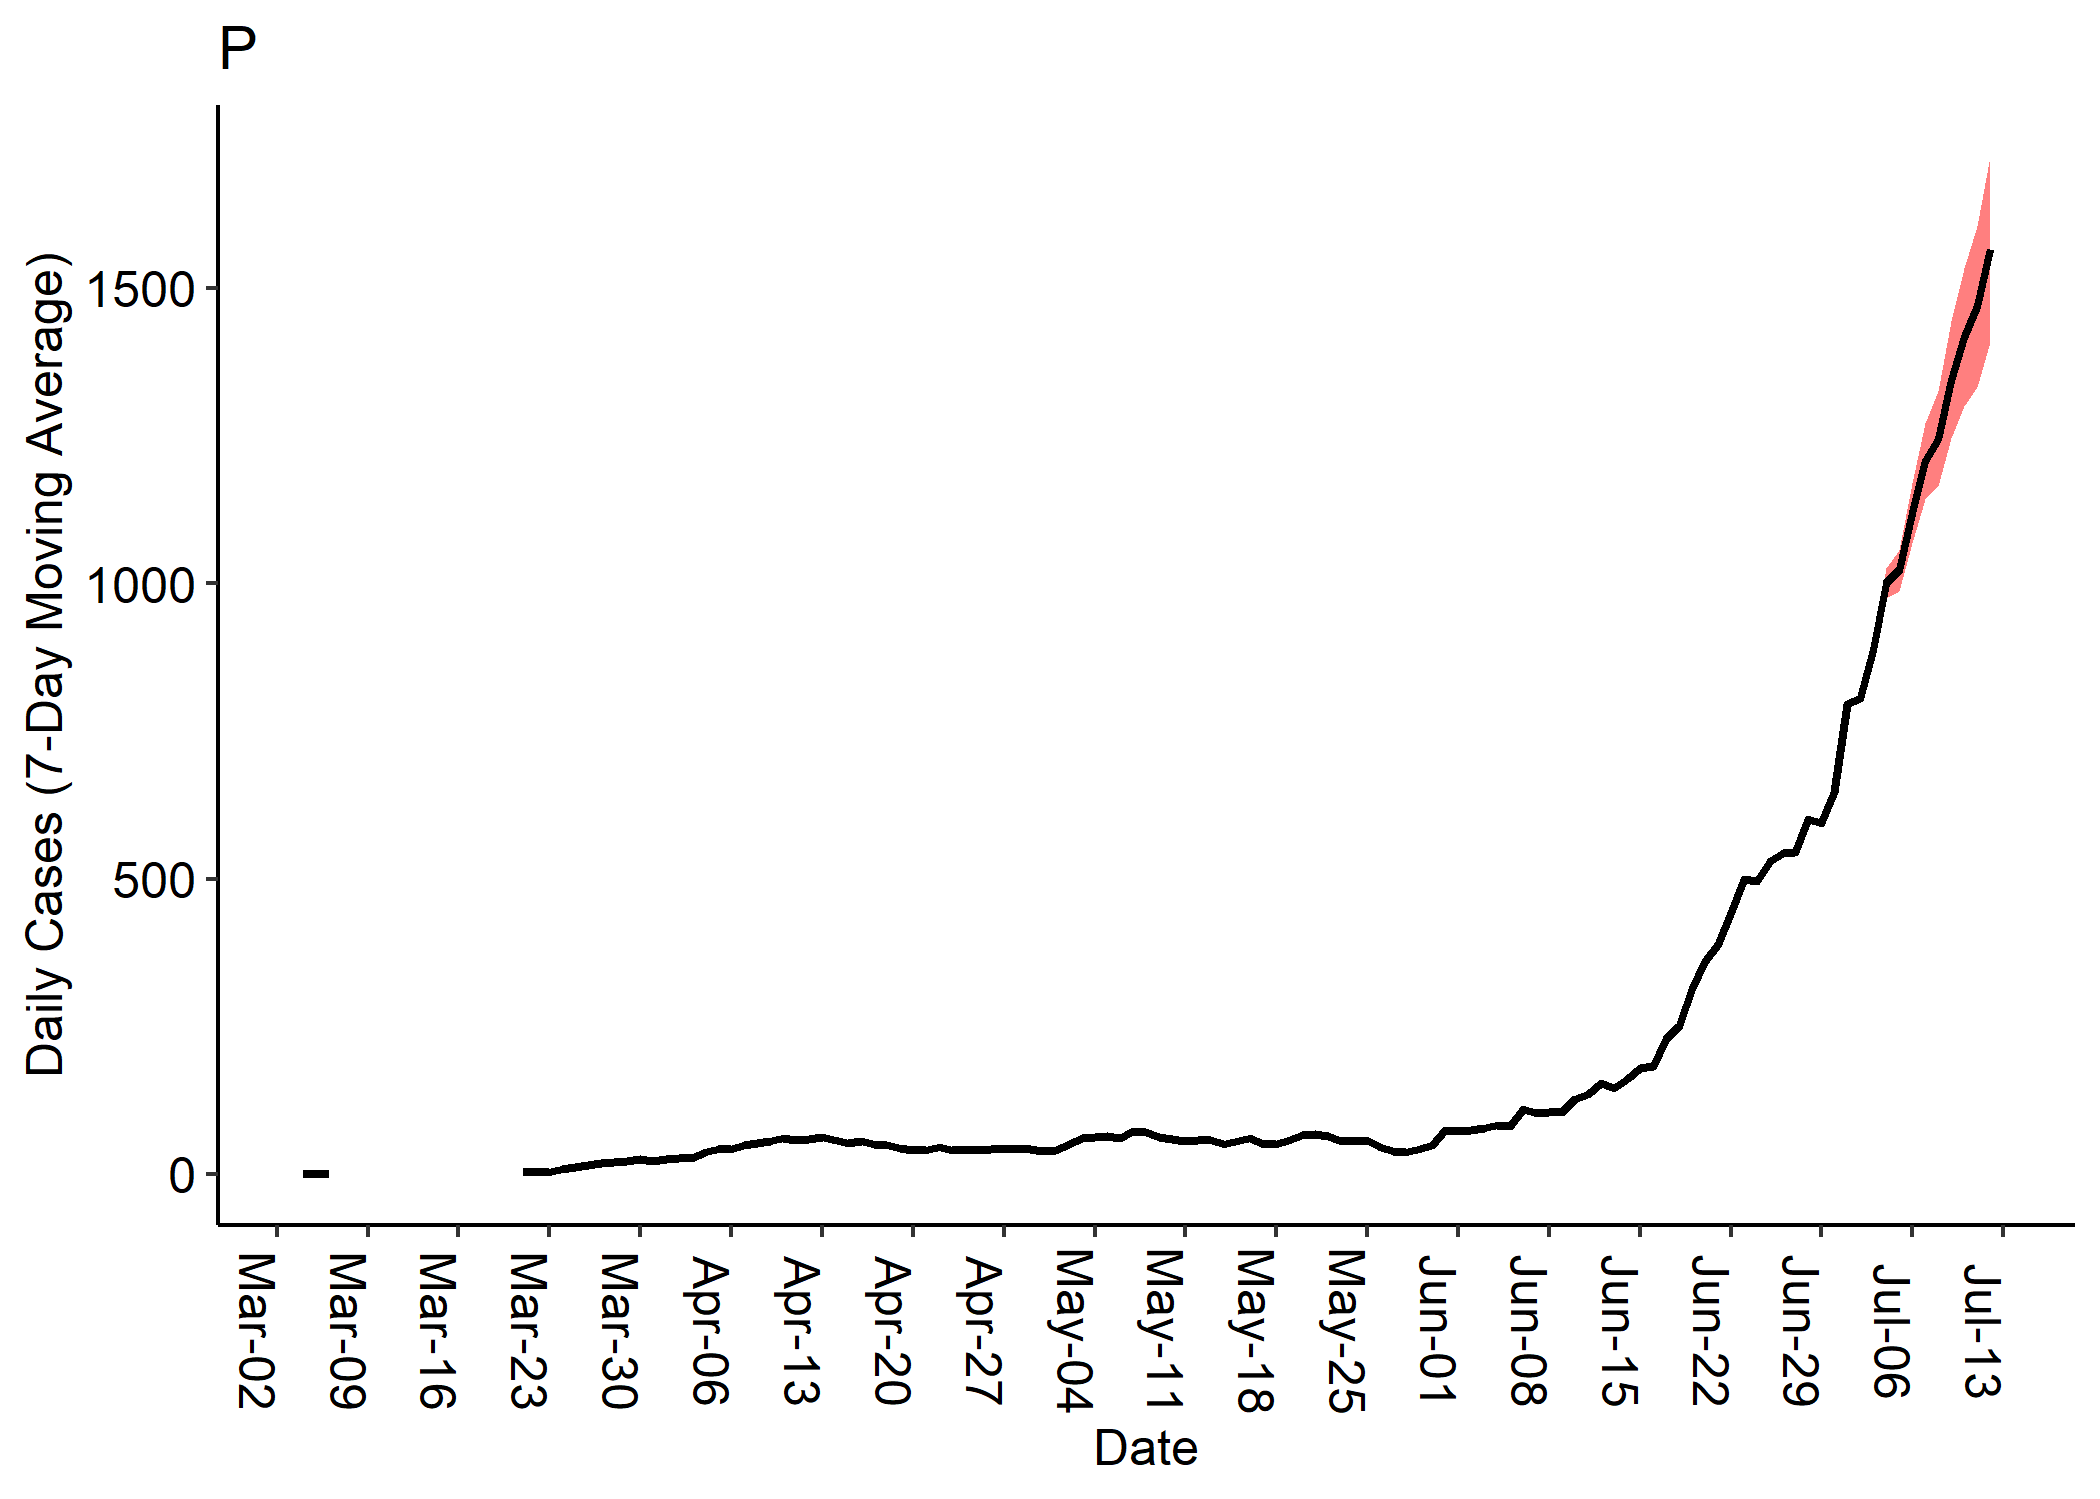 P
Daily Cases (7-Day Moving Average)
1500
1000
500
0
Mar-02
Mar-09
Mar-16
Mar-23
Mar-30
Apr-06
Apr-13
Apr-20
Apr-27
May-04
May-11
May-18
May-25
Jun-01
Jun-08
Jun-15
Jun-22
Jun-29
Jul-06
Jul-13
Date